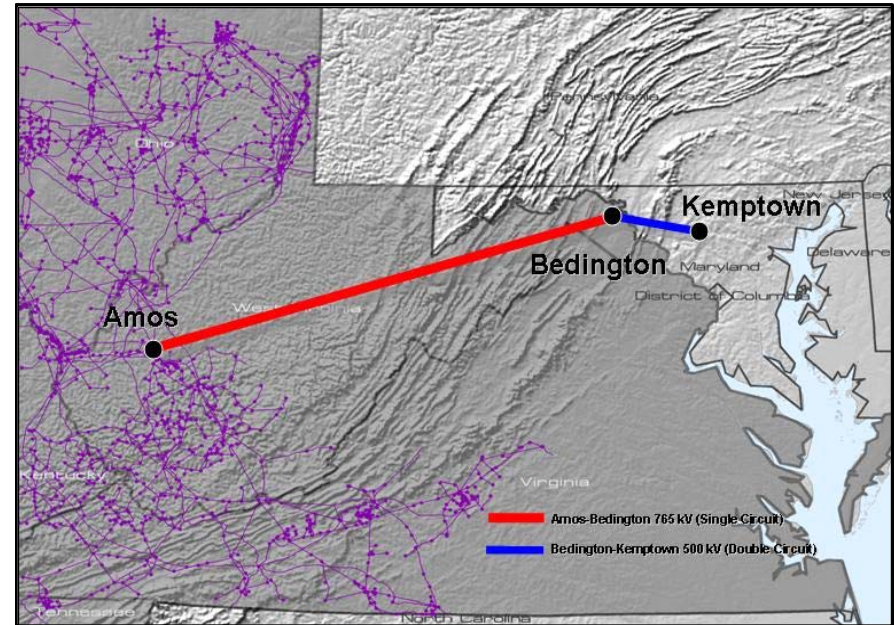 Pennsylvania
Ohio
New Jersey
Kemptown
Delaware
Bedington
Maryland
District of Columbia
West Virginia
Amos
Kentucky
Virginia
Amos-Bedington 765 kV (Single Circuit)
Bedington-Kemptown 500 kV (Double Circuit)
Tennessee
North Carolina